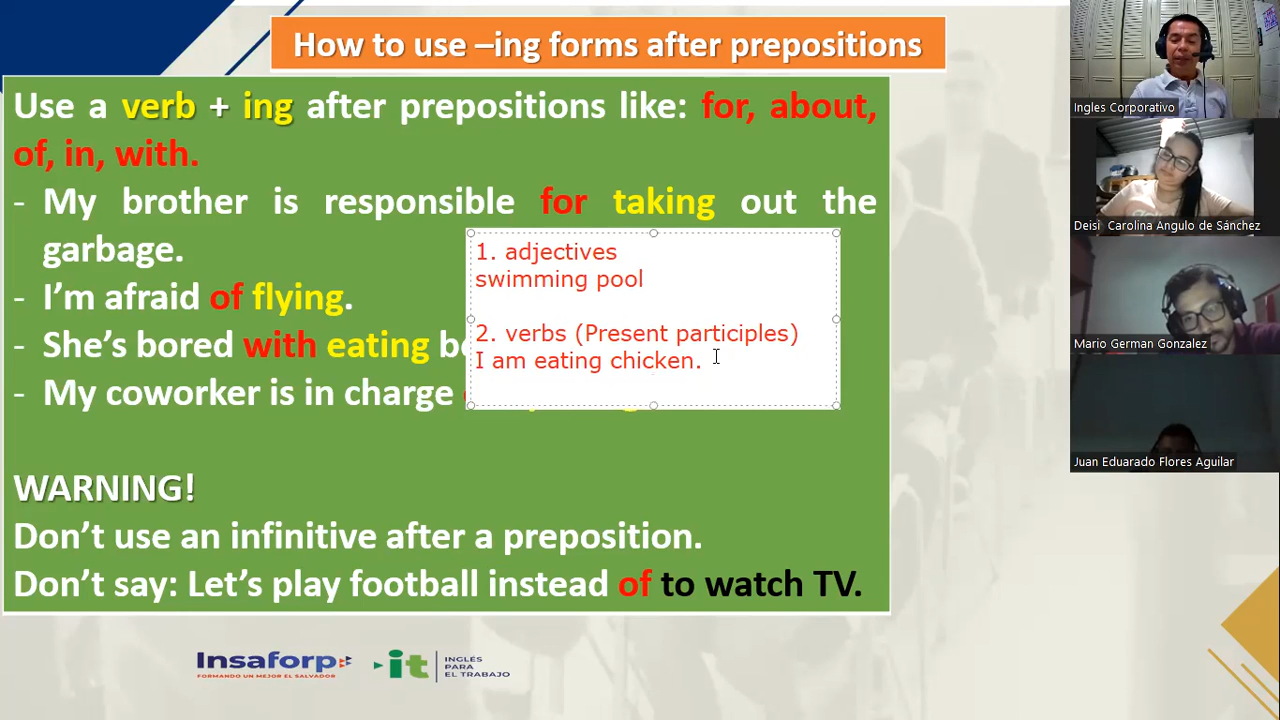 How to use –ing forms after prepositions
Use a verb + ing after prepositions like: for, about,
of, in, with.
- My brother is responsible for taking out the
garbage.
- I'm afraid of flying.
- She's bored with eating
- My coworker is in charge
1. adjectives
swimming pool
2. verbs (Present participles)
I am eating chicken.
WARNING!
Don't use an infinitive after a preposition.
Don't say: Let's play football instead of to watch TV.
Insaforp
FORMANDO UN MEJOR EL SALVADOR
it
INGLÉS
PARA
EL TRABAJO
Ingles Corporativo
Deisi Carolina Angulo de Sánchez
Mario German Gonzalez
Juan Eduarado Flores Aguilar